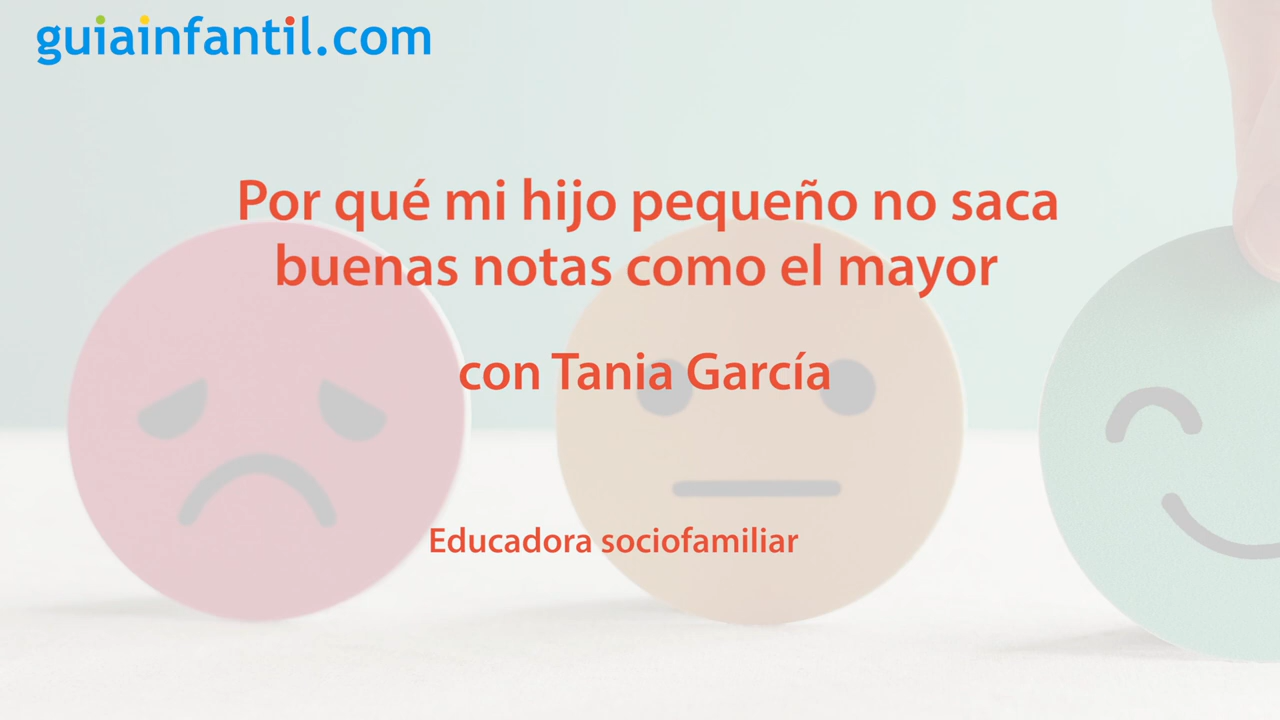 guiainfantil.com
Por qué mi hijo pequeño no saca
buenas notas como el mayor
con Tania García
Educadora sociofamiliar